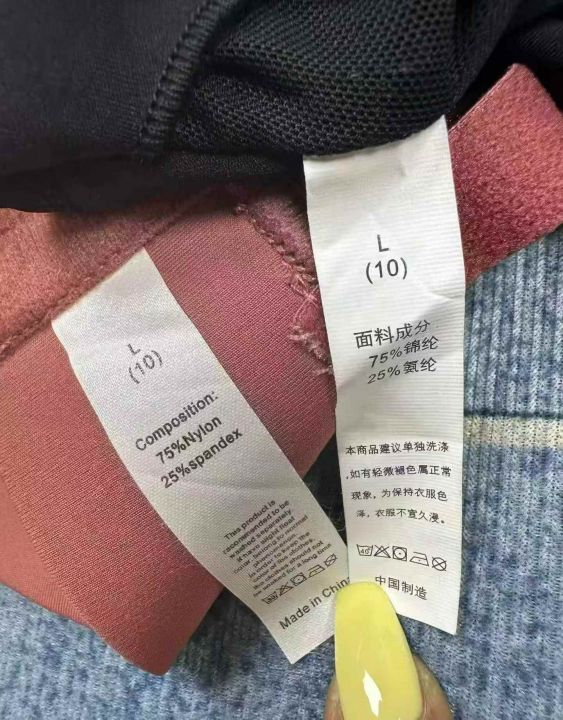 L
(10)
Composition:
75%Nylon
25%spandex
This product is
recommended to be
washed separately.
Made in China
L
(10)
面料成分
75%锦纶
25%氨纶
本商品建议单独洗涤
,如有轻微褪色属正常
现象，为保持衣服色
泽，衣服不宜久漫。
40°
中国制造